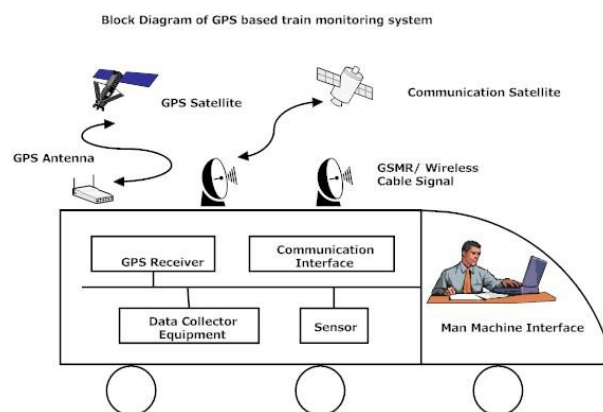 Block Diagram of GPS based train monitoring system
GPS Satellite
Communication Satellite
GPS Antenna
GSMR/ Wireless
Cable Signal
GPS Receiver
Communication
Interface
Data Collector
Equipment
Sensor
Man Machine Interface